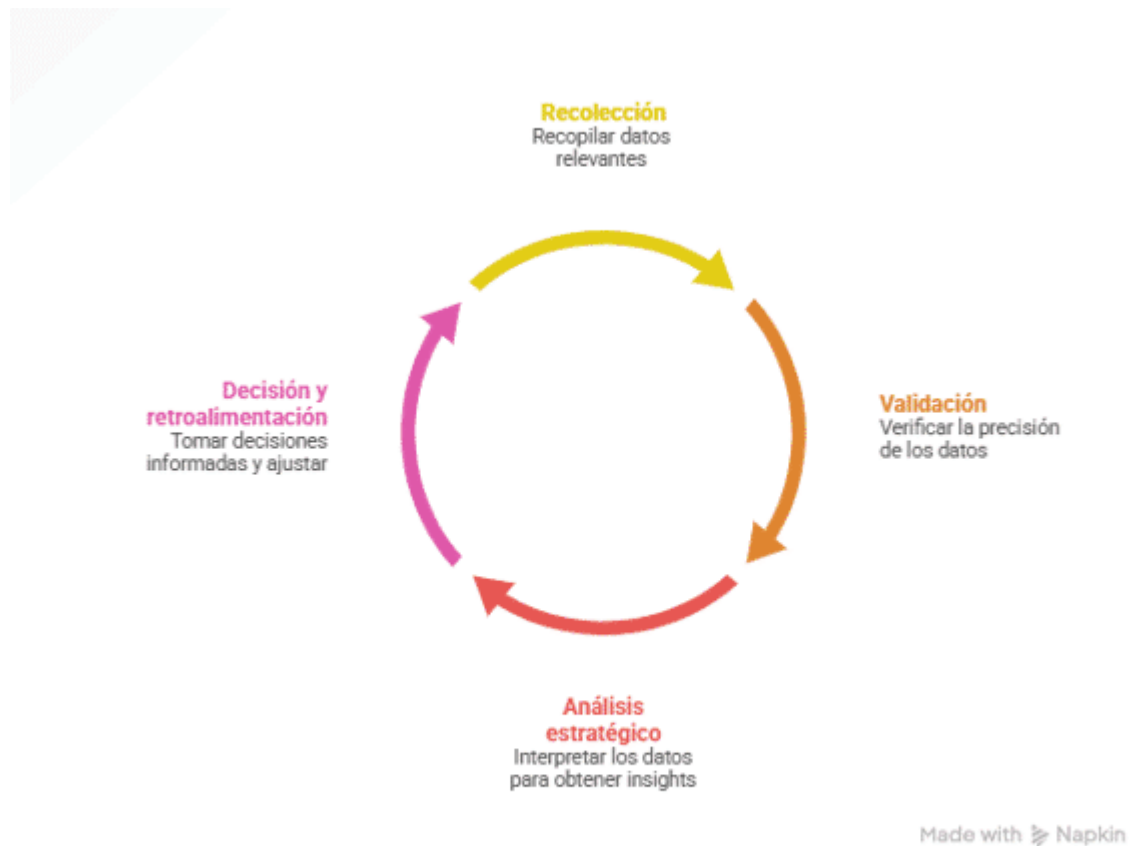 Recolección
Recopilar datos
relevantes
Validación
Verificar la precisión
de los datos
Análisis
estratégico
Interpretar los datos
para obtener insights
Decisión y
retroalimentación
Tomar decisiones
informadas y ajustar
Made with Napkin